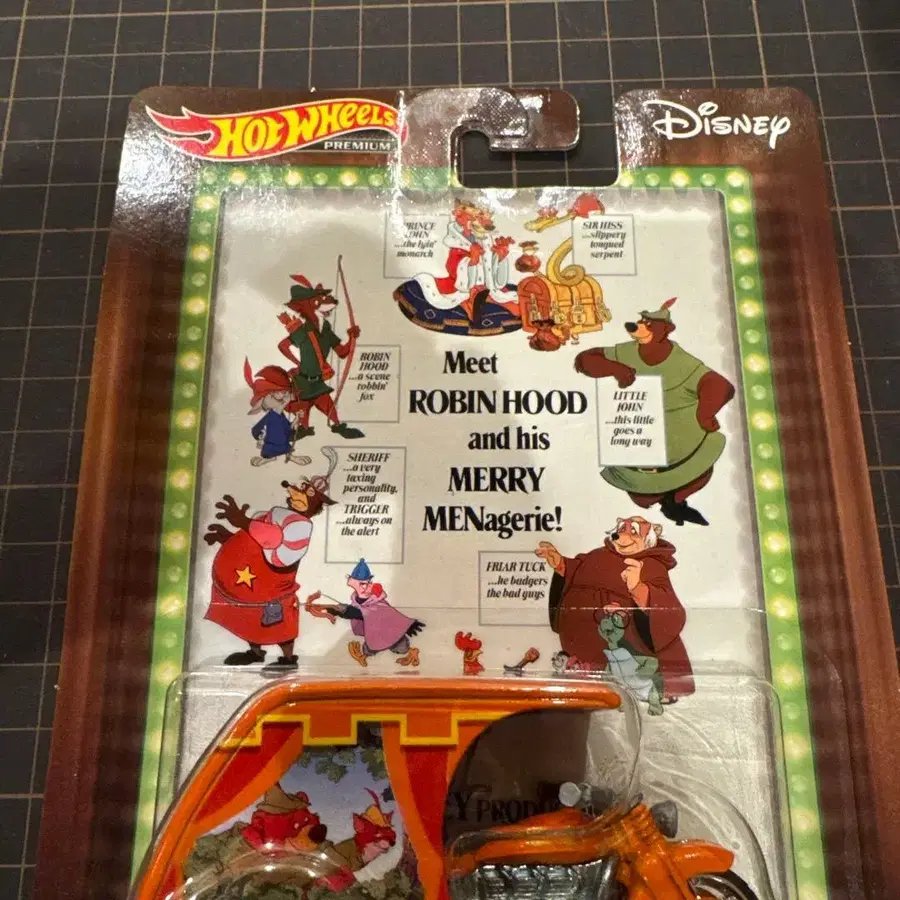 HOT WHEELS
PREMIUM
Disney
PRINCE
JOHN
...the lyin'
monarch
SIR HISS
...slippery
tongued
serpent
ROBIN
HOOD
...a scene
robbin'
fox
Meet
ROBIN HOOD
and his
MERRY
MENagerie!
LITTLE
JOHN
...this little
goes a
long way
SHERIFF
...a very
taxing
personality,
and
TRIGGER
...always on
the alert
FRIAR TUCK
...he badgers
the bad guys